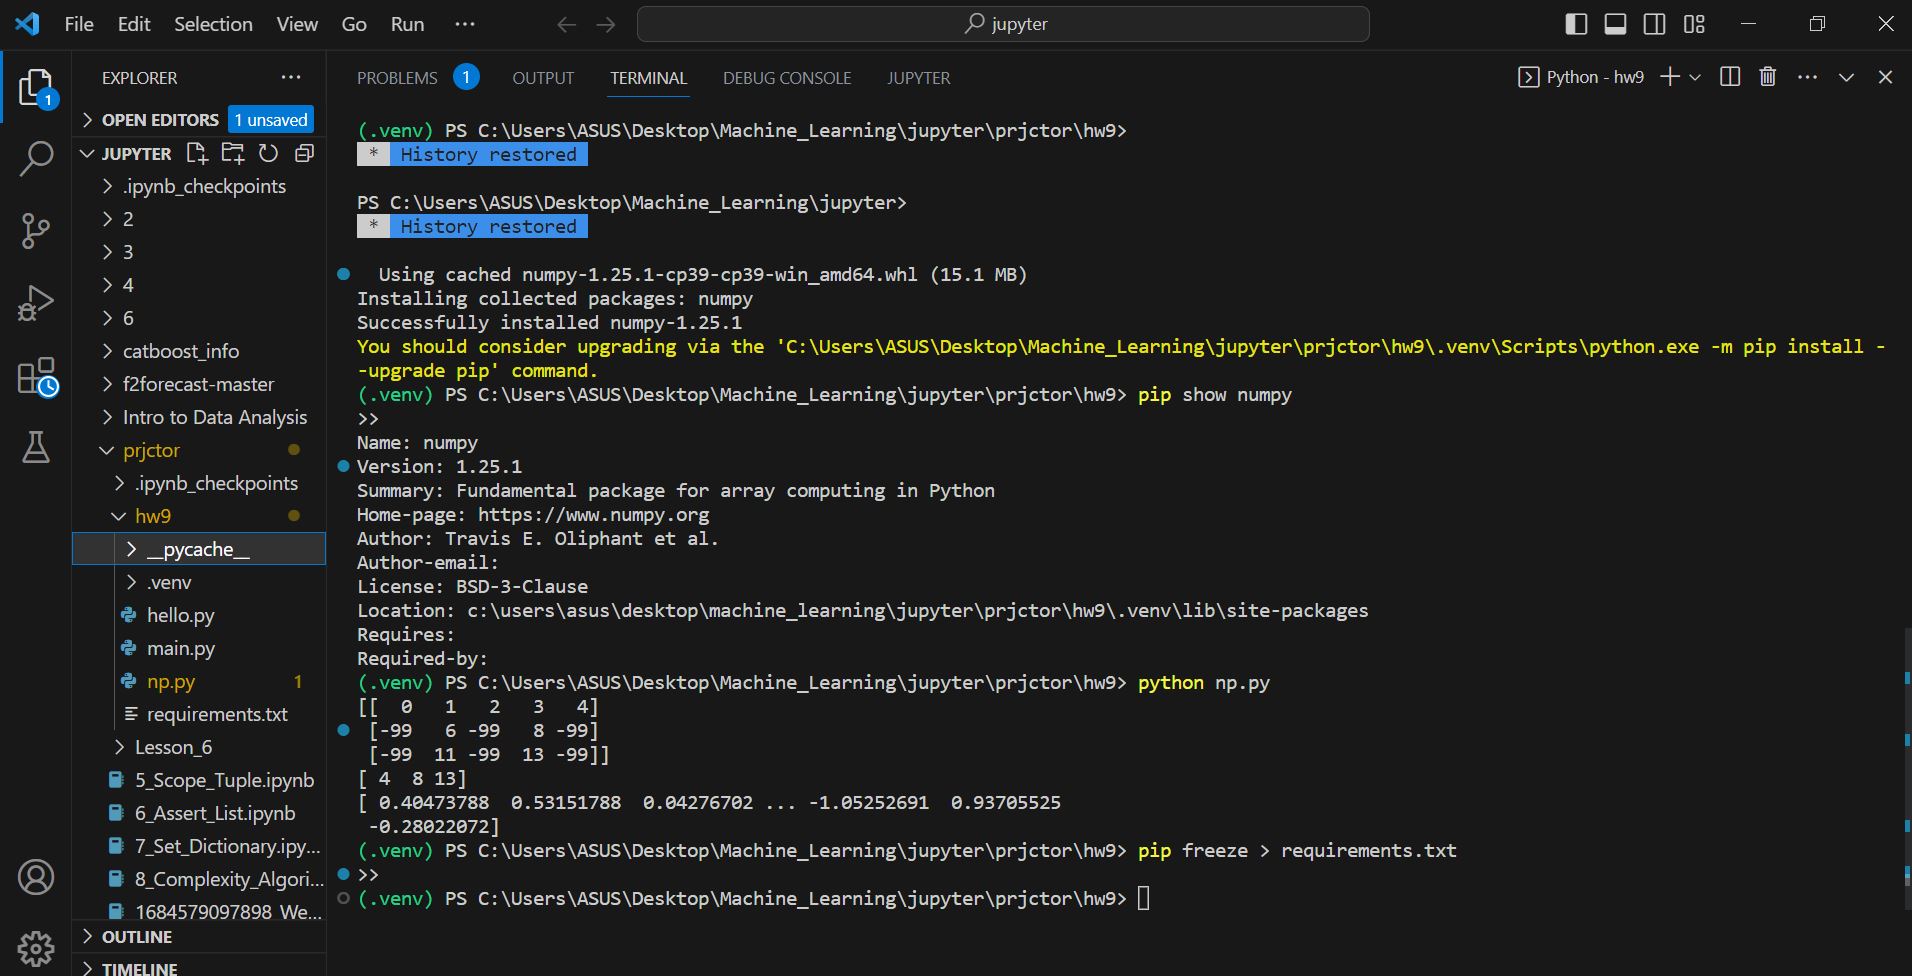 File Edit Selection View Go Run ...
jupyter
EXPLORER
OPEN EDITORS 1 unsaved
JUPYTER
.ipynb_checkpoints
2
3
4
6
catboost_info
f2forecast-master
Intro to Data Analysis
prjctor
.ipynb_checkpoints
hw9
__pycache__
.venv
hello.py
main.py
np.py 1
requirements.txt
Lesson_6
5_Scope_Tuple.ipynb
6_Assert_List.ipynb
7_Set_Dictionary.ipy...
8_Complexity_Algori...
1684579097898_We...
OUTLINE
TIMELINE
1
PROBLEMS 1 OUTPUT TERMINAL DEBUG CONSOLE JUPYTER
Python - hw9
(.venv) PS C:\Users\ASUS\Desktop\Machine_Learning\jupyter\prjctor\hw9>
* History restored
PS C:\Users\ASUS\Desktop\Machine_Learning\jupyter>
* History restored
Using cached numpy-1.25.1-cp39-cp39-win_amd64.whl (15.1 MB)
Installing collected packages: numpy
Successfully installed numpy-1.25.1
You should consider upgrading via the 'C:\Users\ASUS\Desktop\Machine_Learning\jupyter\prjctor\hw9\.venv\Scripts\python.exe -m pip install -
-upgrade pip' command.
(.venv) PS C:\Users\ASUS\Desktop\Machine_Learning\jupyter\prjctor\hw9> pip show numpy
>>
Name: numpy
Version: 1.25.1
Summary: Fundamental package for array computing in Python
Home-page: https://www.numpy.org
Author: Travis E. Oliphant et al.
Author-email:
License: BSD-3-Clause
Location: c:\users\asus\desktop\machine_learning\jupyter\prjctor\hw9\.venv\lib\site-packages
Requires:
Required-by:
(.venv) PS C:\Users\ASUS\Desktop\Machine_Learning\jupyter\prjctor\hw9> python np.py
[[  0   1   2   3   4]
 [-99   6 -99   8 -99]
 [-99  11 -99  13 -99]]
[ 4  8 13]
[ 0.40473788  0.53151788  0.04276702 ... -1.05252691  0.93705525
 -0.28022072]
(.venv) PS C:\Users\ASUS\Desktop\Machine_Learning\jupyter\prjctor\hw9> pip freeze > requirements.txt
>>
(.venv) PS C:\Users\ASUS\Desktop\Machine_Learning\jupyter\prjctor\hw9>